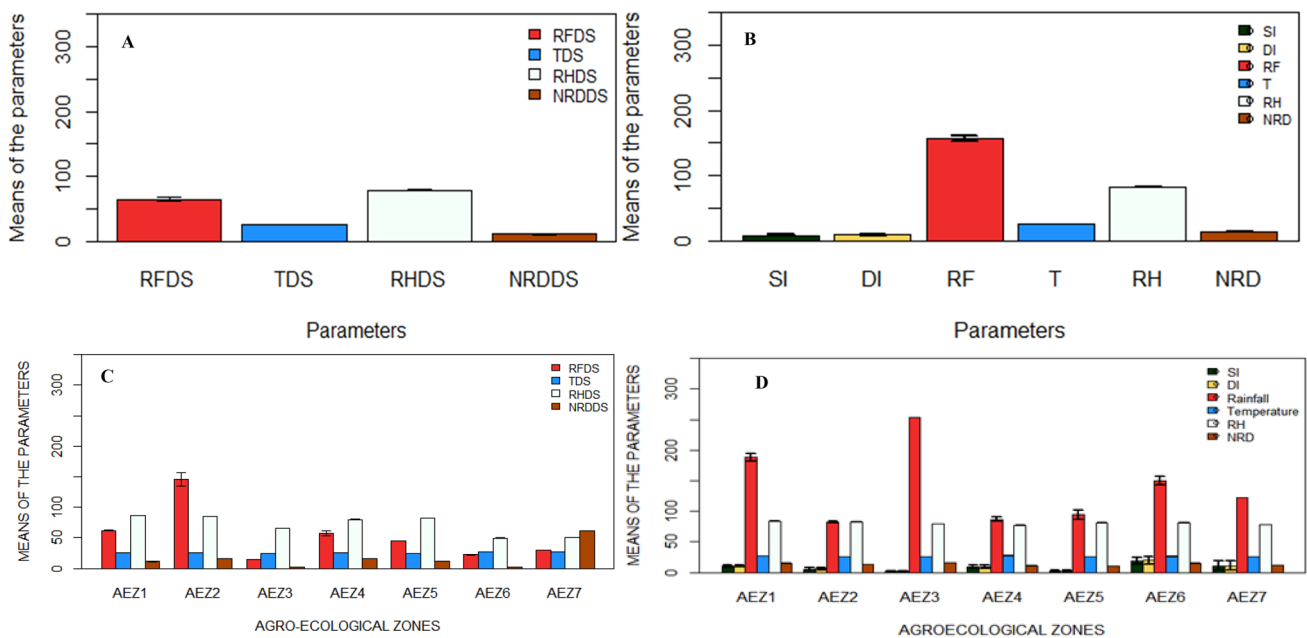 A
RFDS
TDS
RHDS
NRDDS
Means of the parameters
0
100
200
300
RFDS TDS RHDS NRDDS
Parameters
B
SI
DI
RF
T
RH
NRD
Means of the parameters
0
100
200
300
SI DI RF T RH NRD
Parameters
C
RFDS
TDS
RHDS
NRDDS
MEANS OF THE PARAMETERS
0
50
100
200
300
AEZ1 AEZ2 AEZ3 AEZ4 AEZ5 AEZ6 AEZ7
AGRO-ECOLOGICAL ZONES
D
SI
DI
Rainfall
Temperature
RH
NRD
MEANS OF THE PARAMETERS
0
50
100
200
300
AEZ1 AEZ2 AEZ3 AEZ4 AEZ5 AEZ6 AEZ7
AGROECOLOGICAL ZONES